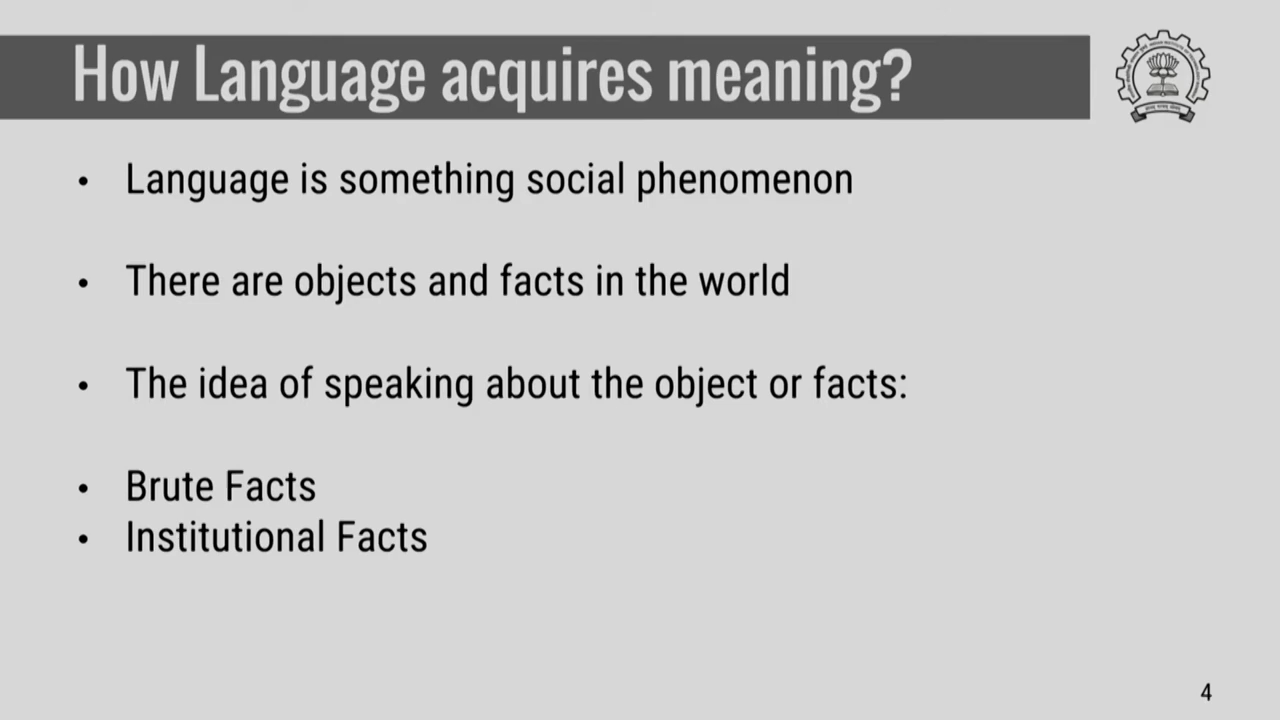 How Language acquires meaning?
• Language is something social phenomenon
• There are objects and facts in the world
• The idea of speaking about the object or facts:
• Brute Facts
• Institutional Facts
4